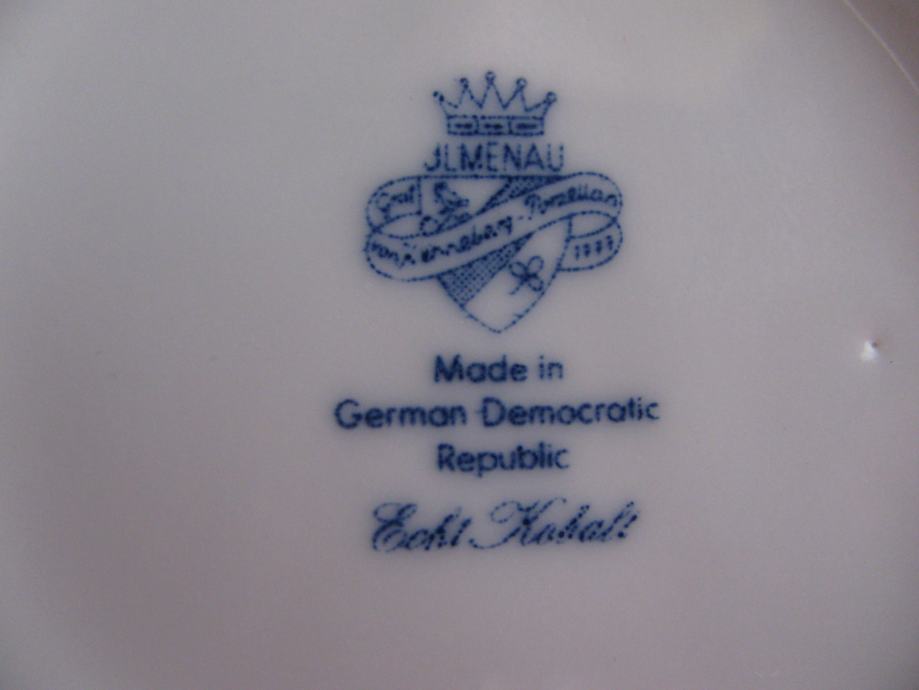 JLMENAU
Graf
von Henneberg - Porzellan
1777
Made in
German Democratic
Republic
Echt Kobalt